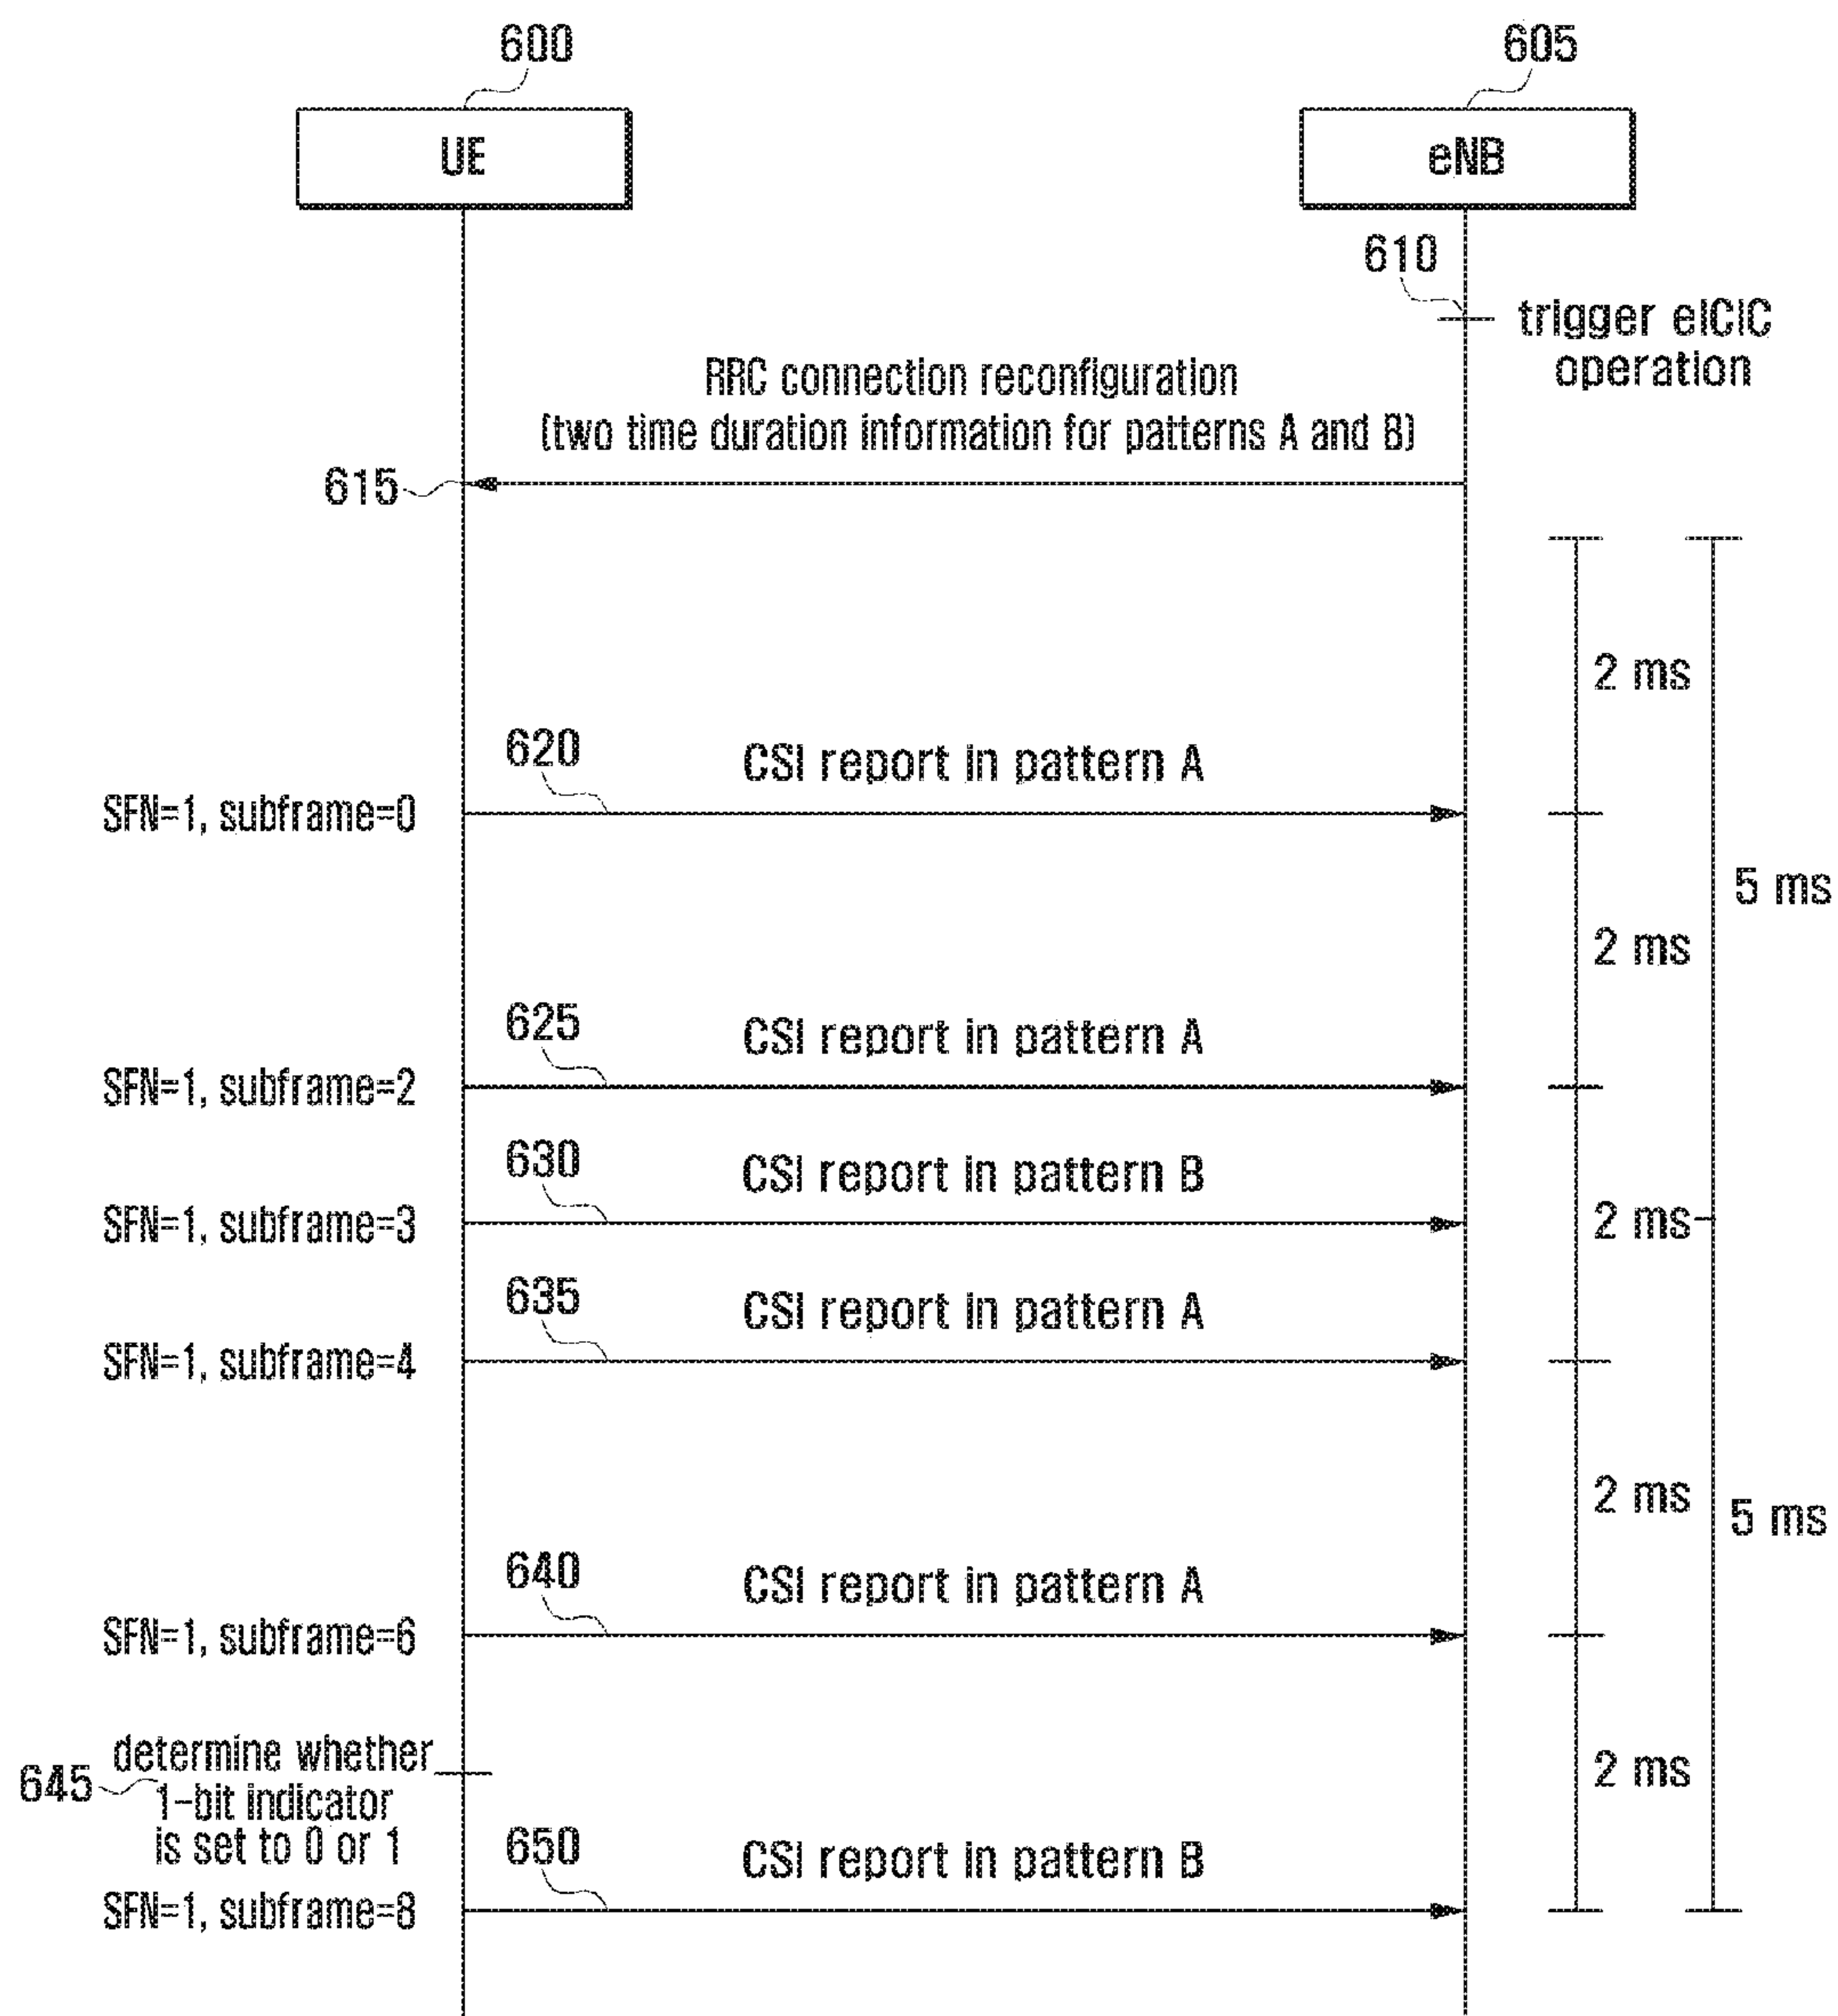 600
605
UE
eNB
610
trigger eICIC
operation
RRC connection reconfiguration
(two time duration information for patterns A and B)
615
2 ms
620
CSI report in pattern A
SFN=1, subframe=0
5 ms
2 ms
625
CSI report in pattern A
SFN=1, subframe=2
630
CSI report in pattern B
SFN=1, subframe=3
2 ms
635
CSI report in pattern A
SFN=1, subframe=4
2 ms
5 ms
640
CSI report in pattern A
SFN=1, subframe=6
645
determine whether
1-bit indicator
is set to 0 or 1
2 ms
650
CSI report in pattern B
SFN=1, subframe=8